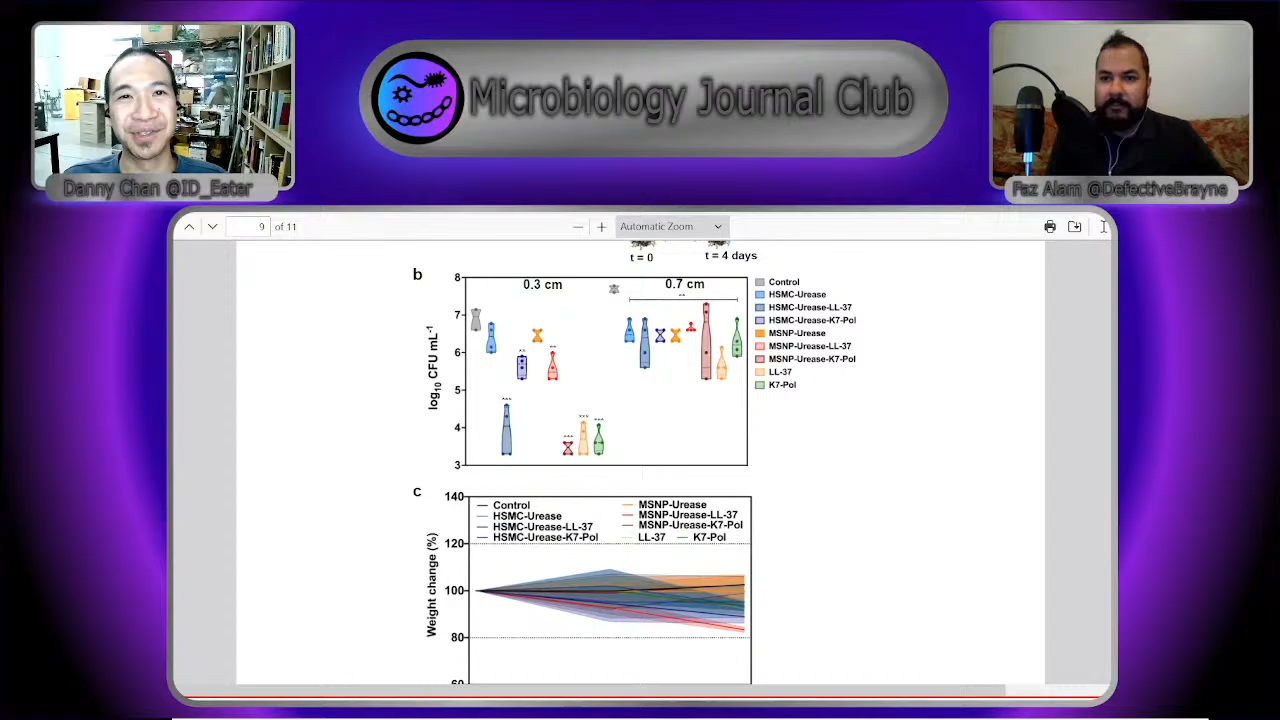 Microbiology Journal Club
Danny Chan @ID_Eater
Faz Alam @DefectiveBrayne
9 of 11
Automatic Zoom
t = 0
t = 4 days
b
0.3 cm
0.7 cm
log10 CFU mL-1
8
7
6
5
4
3
**
***
**
***
***
***
**
Control
HSMC-Urease
HSMC-Urease-LL-37
HSMC-Urease-K7-Pol
MSNP-Urease
MSNP-Urease-LL-37
MSNP-Urease-K7-Pol
LL-37
K7-Pol
c
Weight change (%)
140
120
100
80
60
Control
HSMC-Urease
HSMC-Urease-LL-37
HSMC-Urease-K7-Pol
MSNP-Urease
MSNP-Urease-LL-37
MSNP-Urease-K7-Pol
LL-37
K7-Pol